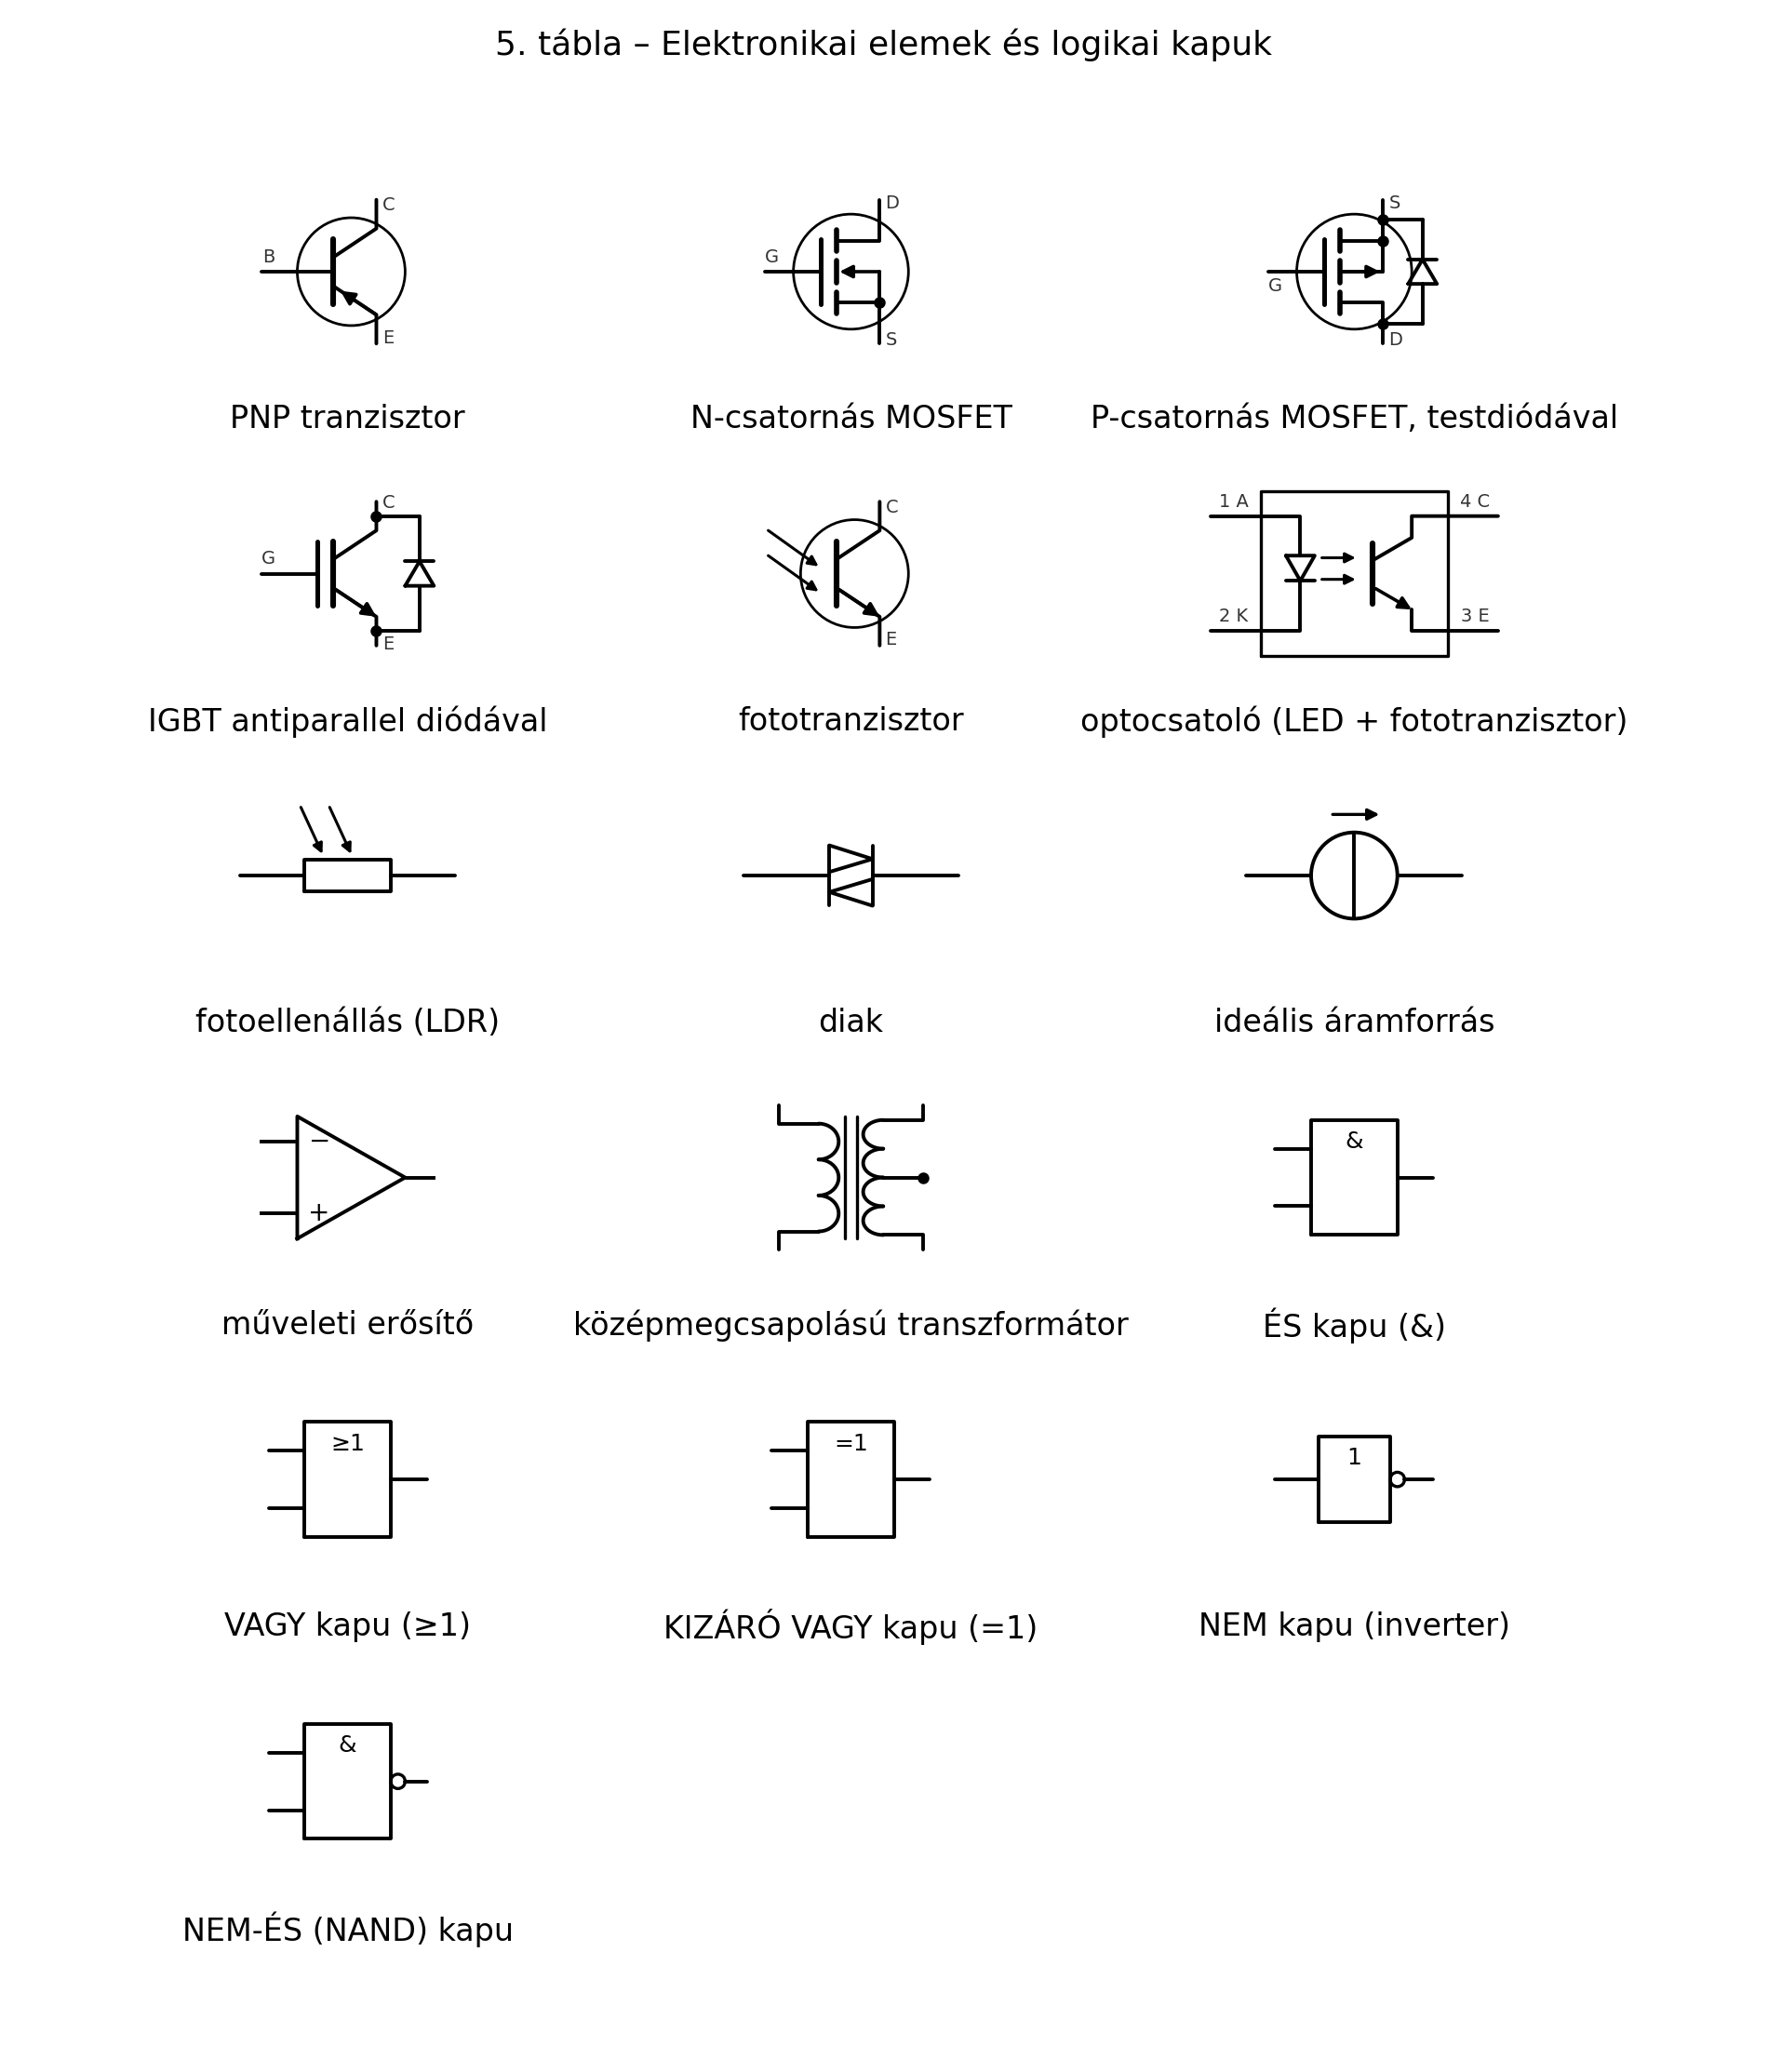 5. tábla – Elektronikai elemek és logikai kapuk
C
B
E
PNP tranzisztor
D
G
S
N-csatornás MOSFET
S
G
D
P-csatornás MOSFET, testdiódával
C
G
E
IGBT antiparallel diódával
C
E
fototranzisztor
1 A
4 C
2 K
3 E
optocsatoló (LED + fototranzisztor)
fotoellenállás (LDR)
diak
ideális áramforrás
−
+
műveleti erősítő
középmegcsapolású transzformátor
&
ÉS kapu (&)
≥1
VAGY kapu (≥1)
=1
KIZÁRÓ VAGY kapu (=1)
1
NEM kapu (inverter)
&
NEM-ÉS (NAND) kapu